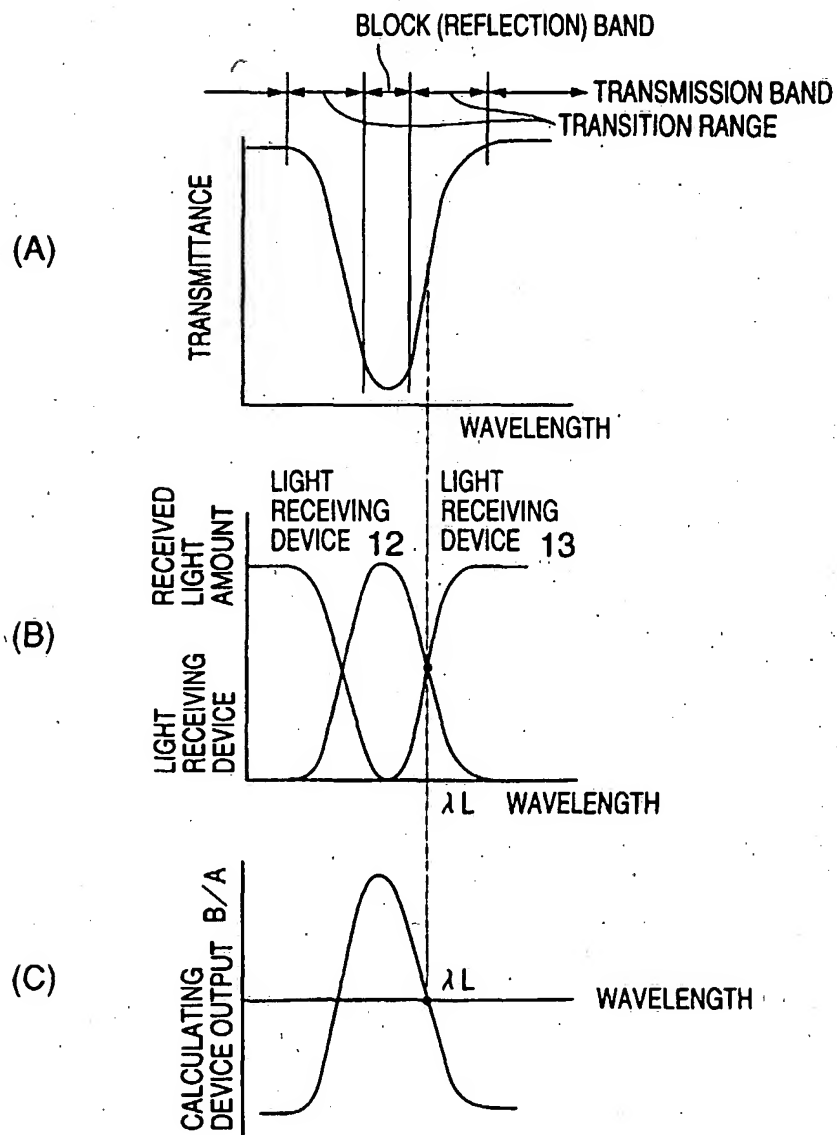 BLOCK (REFLECTION) BAND
TRANSMISSION BAND
TRANSITION RANGE
(A)
TRANSMITTANCE
WAVELENGTH
(B)
RECEIVED
LIGHT
AMOUNT
LIGHT
RECEIVING
DEVICE
LIGHT
RECEIVING
DEVICE 12
LIGHT
RECEIVING
DEVICE 13
λL WAVELENGTH
(C)
CALCULATING
DEVICE OUTPUT B/A
λL
WAVELENGTH